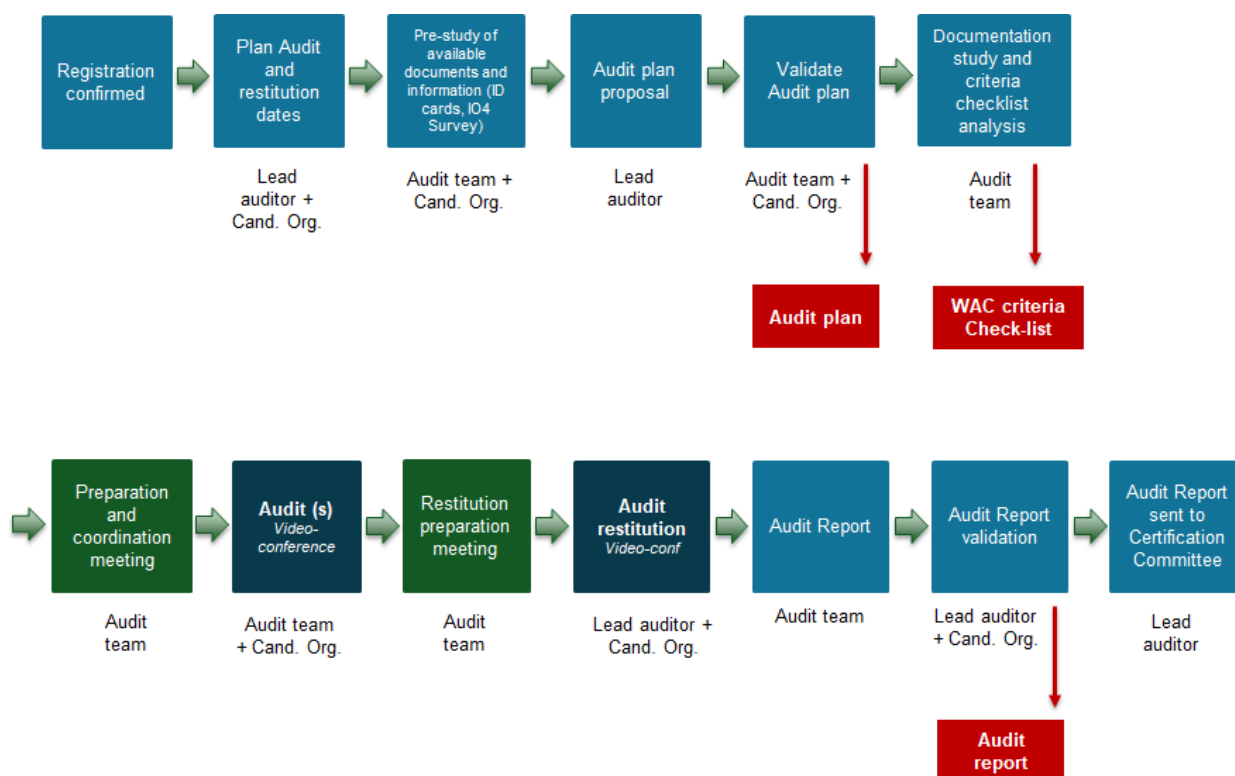 Registration
confirmed
Plan Audit
and
restitution
dates
Pre-study of
available
documents and
information (ID
cards, IO4
Survey)
Audit plan
proposal
Validate
Audit plan
Documentation
study and
criteria
checklist
analysis
Lead
auditor +
Cand. Org.
Audit team +
Cand. Org.
Lead
auditor
Audit team +
Cand. Org.
Audit
team
Audit plan
WAC criteria
Check-list
Preparation
and
coordination
meeting
Audit (s)
Video-
conference
Restitution
preparation
meeting
Audit
restitution
Video-conf
Audit Report
Audit Report
validation
Audit Report
sent to
Certification
Committee
Audit
team
Audit team
+ Cand. Org.
Audit
team
Lead auditor +
Cand. Org.
Audit team
Lead auditor
+ Cand. Org.
Lead
auditor
Audit
report